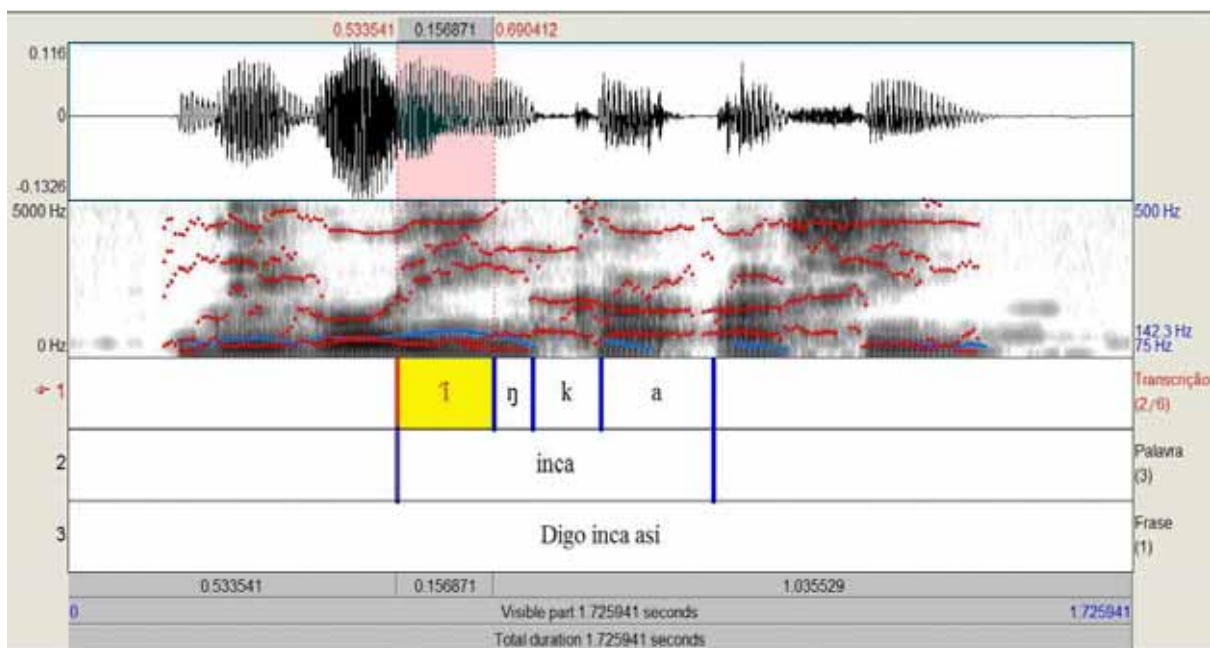 0.533541 0.156871 0.690412
0.116
0
-0.1326
5000 Hz 500 Hz
142.3 Hz
0 Hz 75 Hz
1 ĩ ŋ k a Transcrição
(2/6)
2 inca Palavra
(3)
3 Digo inca así Frase
(1)
0.533541 0.156871 1.035529
0 Visible part 1.725941 seconds 1.725941
Total duration 1.725941 seconds